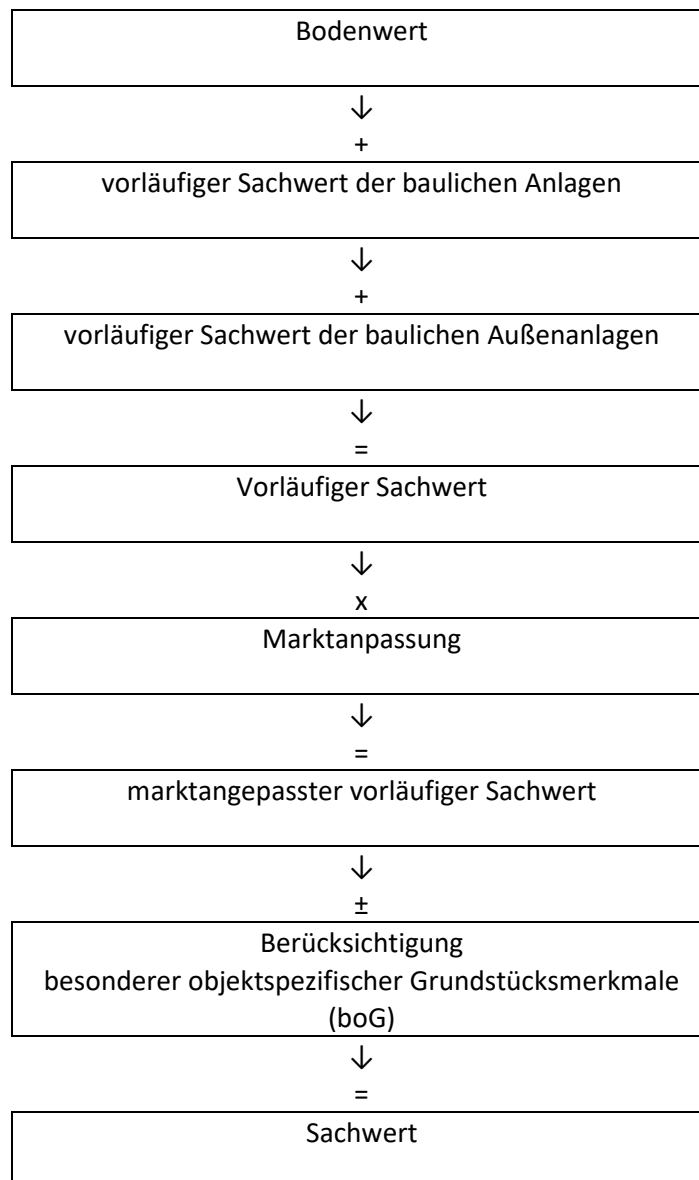 Bodenwert
↓
+
vorläufiger Sachwert der baulichen Anlagen
↓
+
vorläufiger Sachwert der baulichen Außenanlagen
↓
=
Vorläufiger Sachwert
↓
x
Marktanpassung
↓
=
marktangepasster vorläufiger Sachwert
↓
±
Berücksichtigung
besonderer objektspezifischer Grundstücksmerkmale
(boG)
↓
=
Sachwert